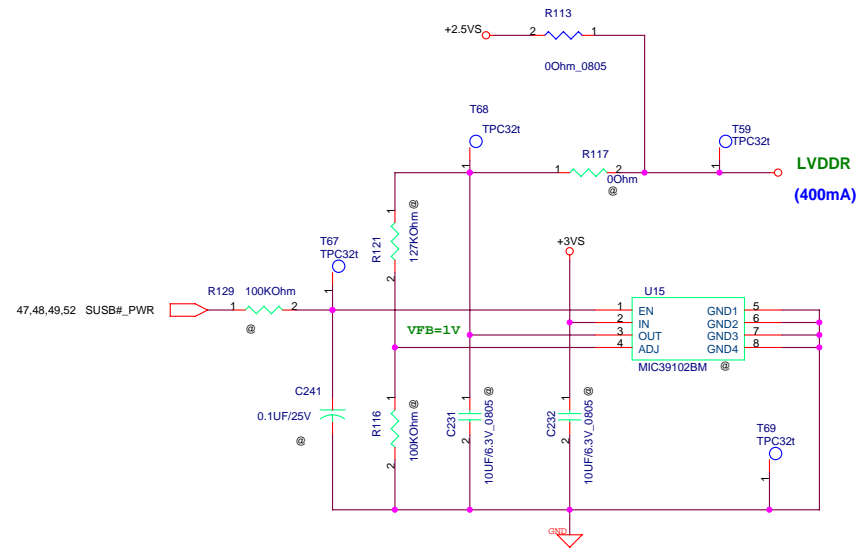 R113
+2.5VS
2
1
0Ohm_0805
T68
TPC32t
1
T59
TPC32t
1
R117
1
2
0Ohm
@
LVDDR
(400mA)
1
R121
127KOhm @
2
T67
TPC32t
1
+3VS
R129
100KOhm
47,48,49,52 SUSB#_PWR
1
2
@
U15
1 EN GND1 5
2 IN GND2 6
3 OUT GND3 7
4 ADJ GND4 8
MIC39102BM
@
VFB=1V
C241
0.1UF/25V
@
1
R116
100KOhm @
2
1
C231
10UF/6.3V_0805 @
2
1
C232
10UF/6.3V_0805 @
2
T69
TPC32t
1
GND